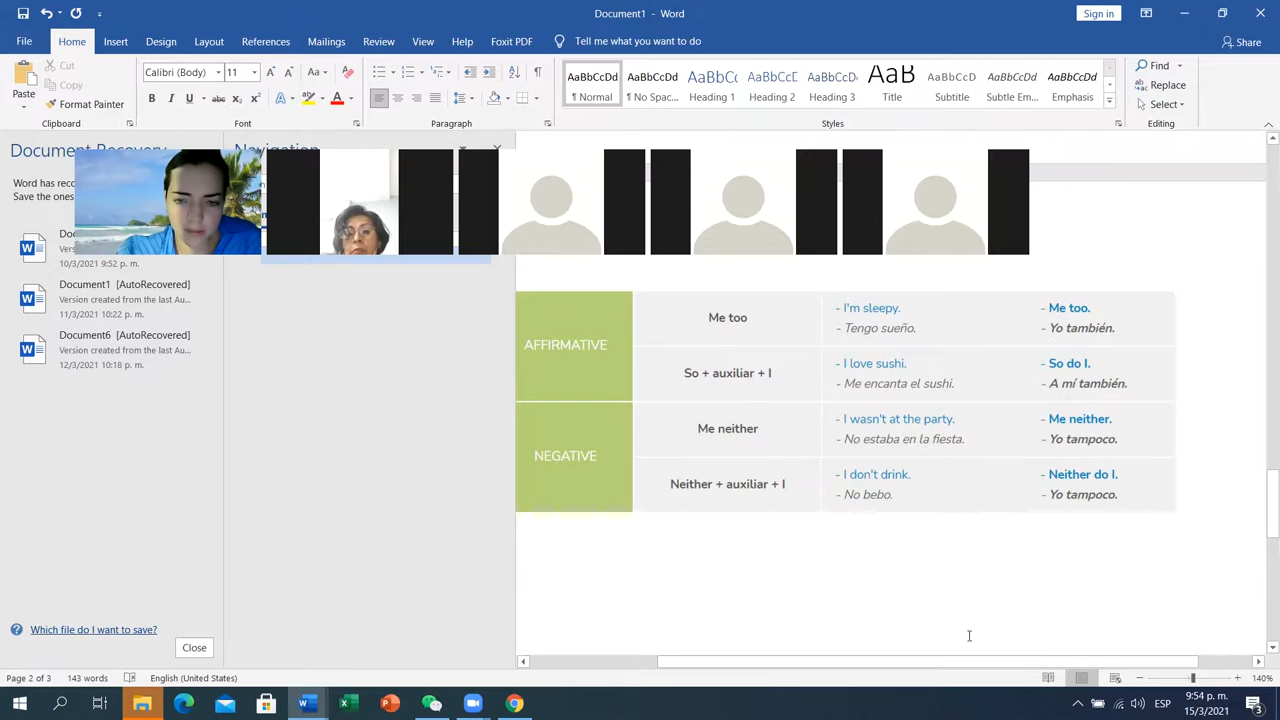 Document1 - Word
Sign in
File Home Insert Design Layout References Mailings Review View Help Foxit PDF Tell me what you want to do Share
Paste
Cut
Copy
Format Painter
Calibri (Body) 11
Aa
B I U abc X₂ X² A A
AaBbCcDd AaBbCcDd AaBbCc AaBbCcD AaBbCcD AaB AaBbCcD AaBbCcDd AaBbCcDd
¶ Normal ¶ No Spac... Heading 1 Heading 2 Heading 3 Title Subtitle Subtle Em... Emphasis
Find
Replace
Select
Clipboard Font Paragraph Styles Editing
Document Recovery
Navigation
Word has reco
Save the ones
Do
Versi
10/3/2021 9:52 p. m.
Document1 [AutoRecovered]
Version created from the last Au...
11/3/2021 10:22 p. m.
Document6 [AutoRecovered]
Version created from the last Au...
12/3/2021 10:18 p. m.
AFFIRMATIVE
Me too
- I'm sleepy. - Me too.
- Tengo sueño. - Yo también.
So + auxiliar + I
- I love sushi. - So do I.
- Me encanta el sushi. - A mí también.
NEGATIVE
Me neither
- I wasn't at the party. - Me neither.
- No estaba en la fiesta. - Yo tampoco.
Neither + auxiliar + I
- I don't drink. - Neither do I.
- No bebo. - Yo tampoco.
Which file do I want to save?
Close
Page 2 of 3 143 words English (United States) 140%
ESP
9:54 p. m.
15/3/2021
3